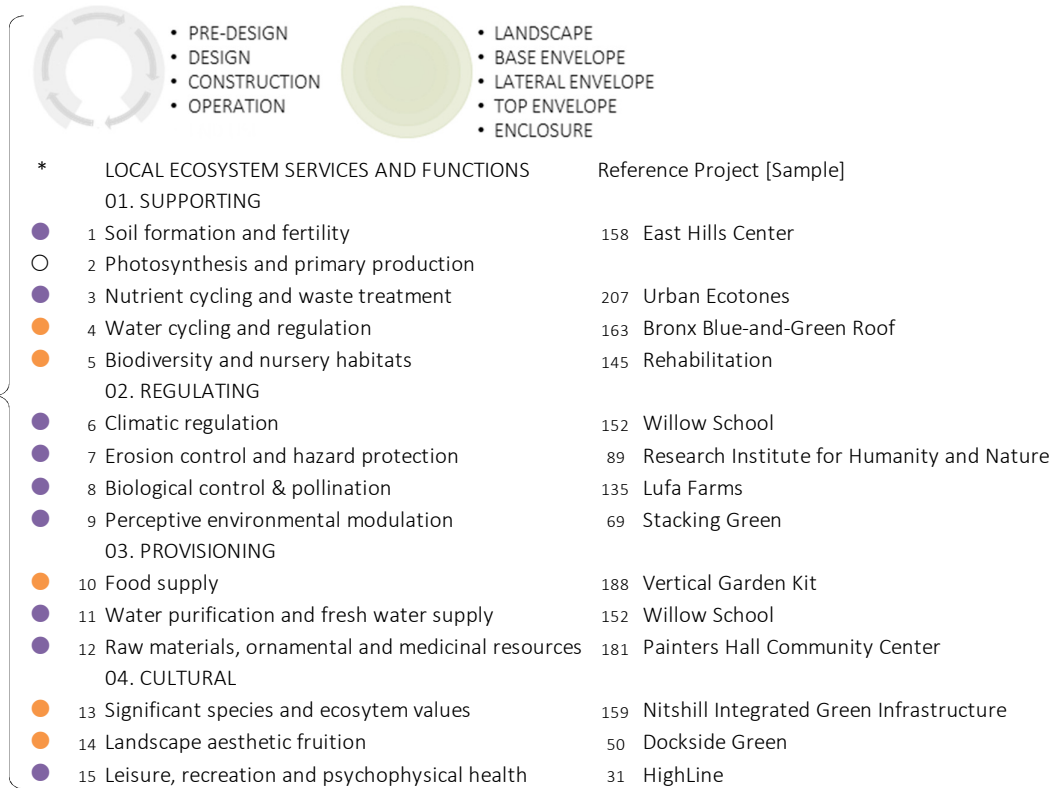 • PRE-DESIGN
• DESIGN
• CONSTRUCTION
• OPERATION
• LANDSCAPE
• BASE ENVELOPE
• LATERAL ENVELOPE
• TOP ENVELOPE
• ENCLOSURE
* LOCAL ECOSYSTEM SERVICES AND FUNCTIONS Reference Project [Sample]
01. SUPPORTING
1 Soil formation and fertility 158 East Hills Center
2 Photosynthesis and primary production
3 Nutrient cycling and waste treatment 207 Urban Ecotones
4 Water cycling and regulation 163 Bronx Blue-and-Green Roof
5 Biodiversity and nursery habitats 145 Rehabilitation
02. REGULATING
6 Climatic regulation 152 Willow School
7 Erosion control and hazard protection 89 Research Institute for Humanity and Nature
8 Biological control & pollination 135 Lufa Farms
9 Perceptive environmental modulation 69 Stacking Green
03. PROVISIONING
10 Food supply 188 Vertical Garden Kit
11 Water purification and fresh water supply 152 Willow School
12 Raw materials, ornamental and medicinal resources 181 Painters Hall Community Center
04. CULTURAL
13 Significant species and ecosytem values 159 Nitshill Integrated Green Infrastructure
14 Landscape aesthetic fruition 50 Dockside Green
15 Leisure, recreation and psychophysical health 31 HighLine